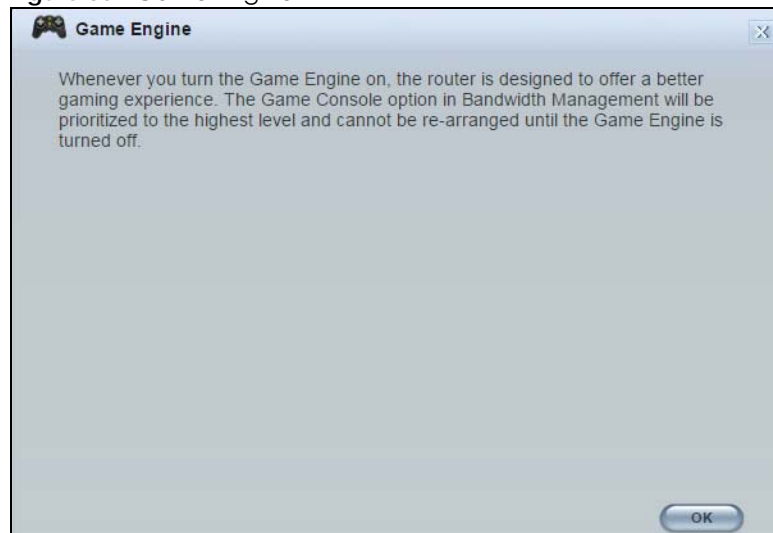 Game Engine
Whenever you turn the Game Engine on, the router is designed to offer a better
gaming experience. The Game Console option in Bandwidth Management will be
prioritized to the highest level and cannot be re-arranged until the Game Engine is
turned off.
OK